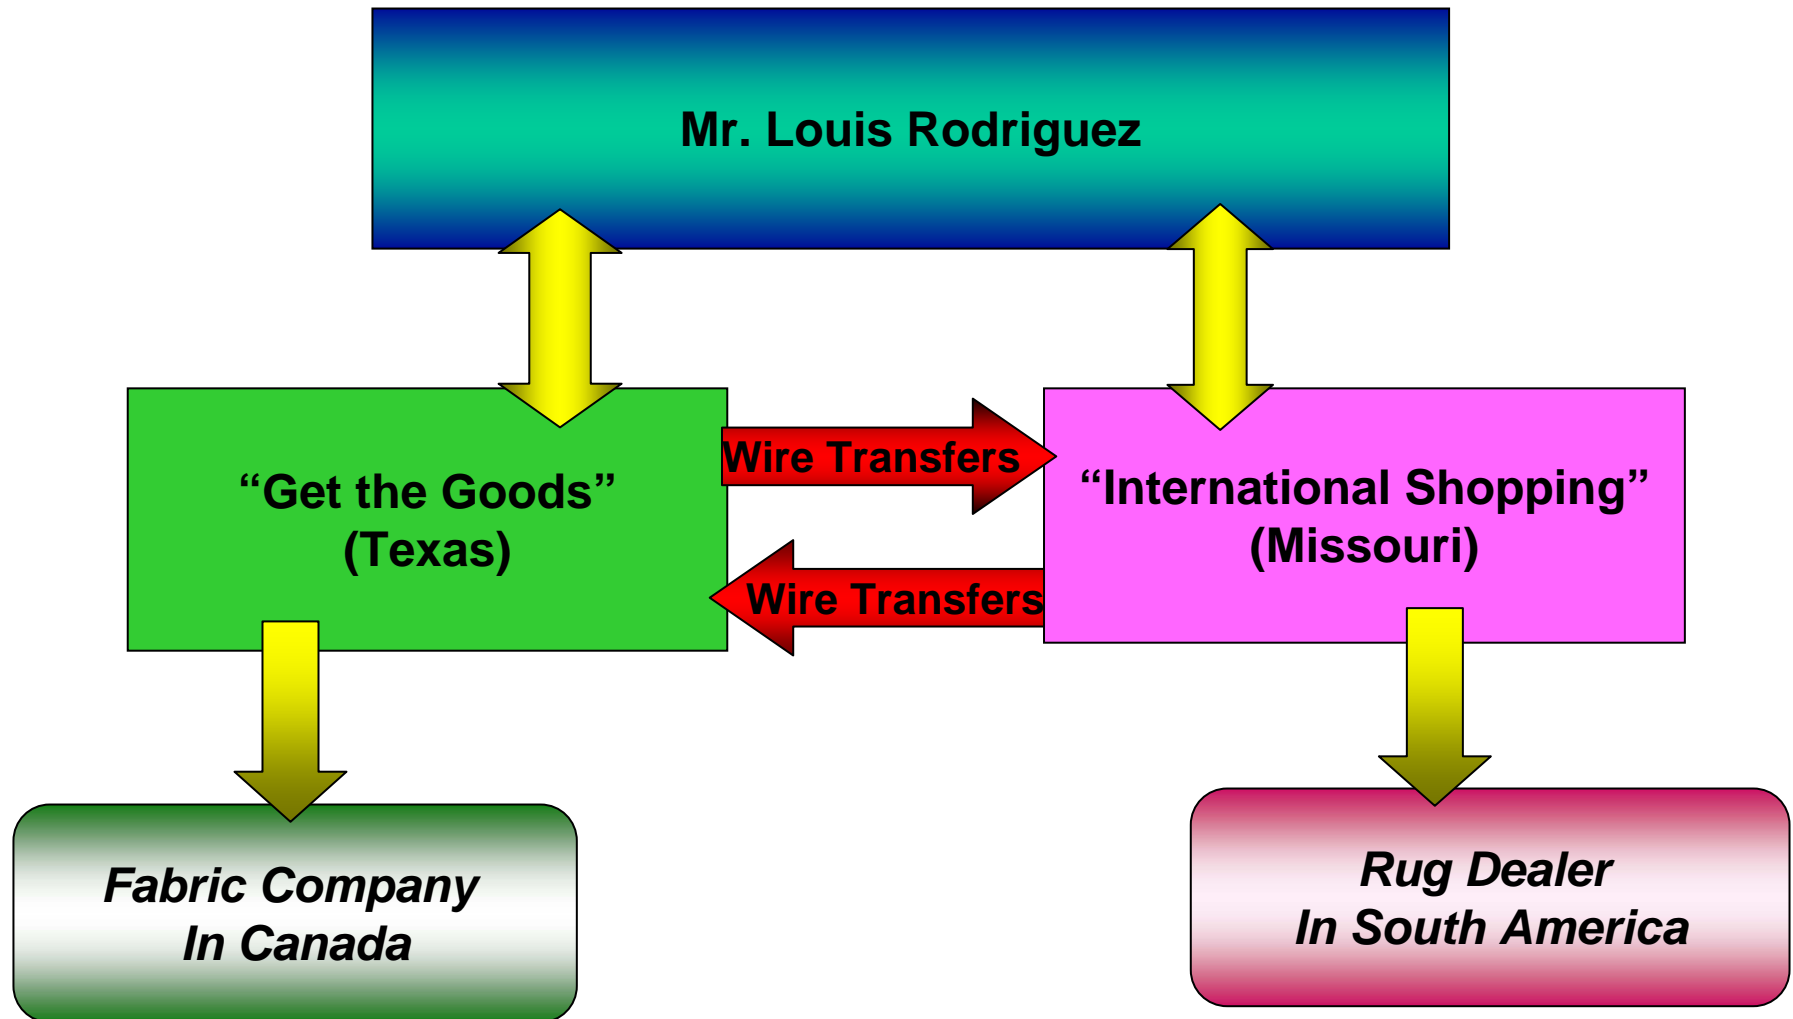 Mr. Louis Rodriguez
“Get the Goods”
(Texas)
Wire Transfers
Wire Transfers
“International Shopping”
(Missouri)
Fabric Company
In Canada
Rug Dealer
In South America